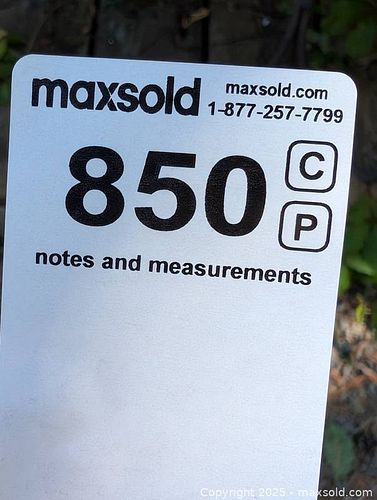 maxsold
maxsold.com
1-877-257-7799
850
C
P
notes and measurements
Copyright 2025 - maxsold.com